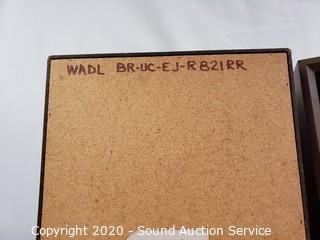 WADL BR-UC-EJ-R821RR
Copyright 2020 - Sound Auction Service